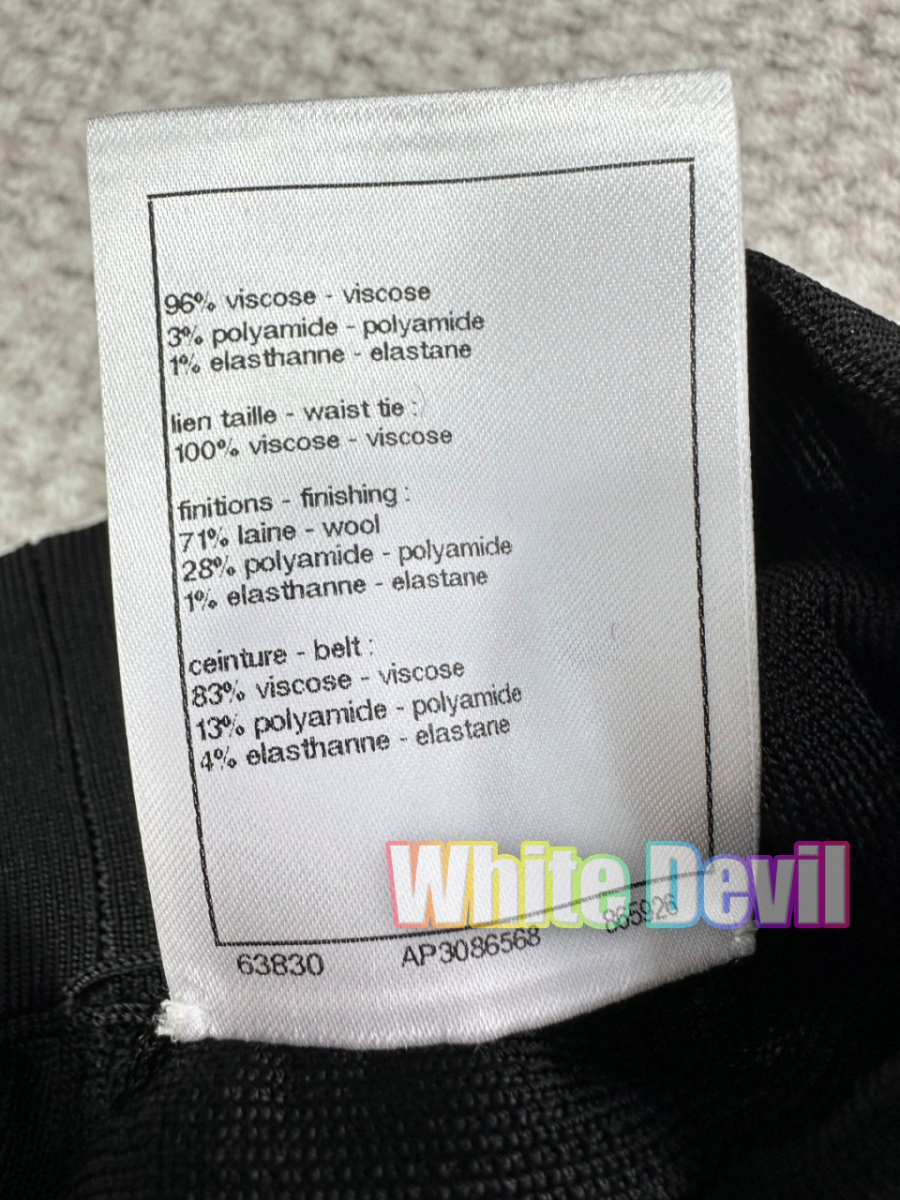 96% viscose - viscose
3% polyamide - polyamide
1% elasthanne - elastane
lien taille - waist tie :
100% viscose - viscose
finitions - finishing :
71% laine - wool
28% polyamide - polyamide
1% elasthanne - elastane
ceinture - belt :
83% viscose - viscose
13% polyamide - polyamide
4% elasthanne - elastane
White Devil
63830 AP3086568 865926